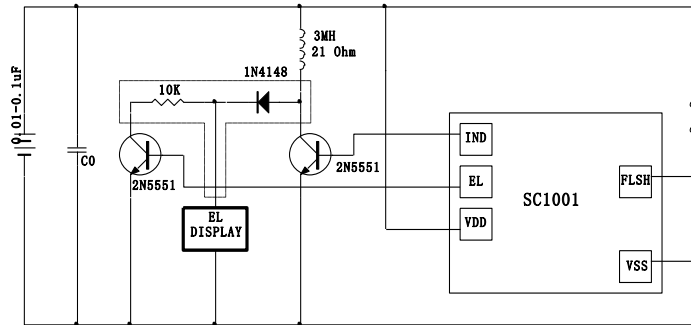 3MH
21 Ohm
1N4148
10K
0.01-0.1uF
C0
2N5551
2N5551
IND
EL
VDD
FLSH
VSS
SC1001
EL
DISPLAY